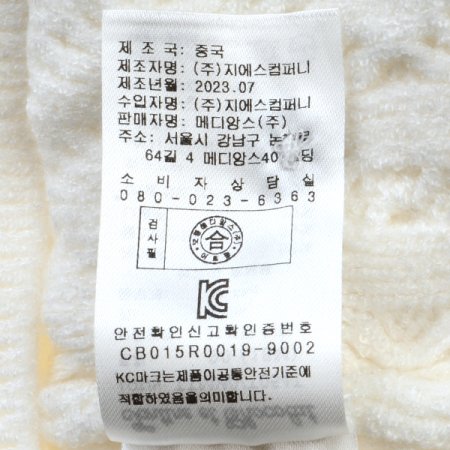 제 조 국: 중국
제조자명: (주)지에스컴퍼니
제조년월: 2023.07
수입자명: (주)지에스컴퍼니
판매자명: 메디앙스(주)
주소: 서울시 강남구
64길 4 메디앙스40
소 비 자 상 담 실
080-023-6363
검사필
合
KC
안전확인신고확인증번호
CB015R0019-9002
KC마크는제품이공통안전기준에
적합하였음을의미합니다.